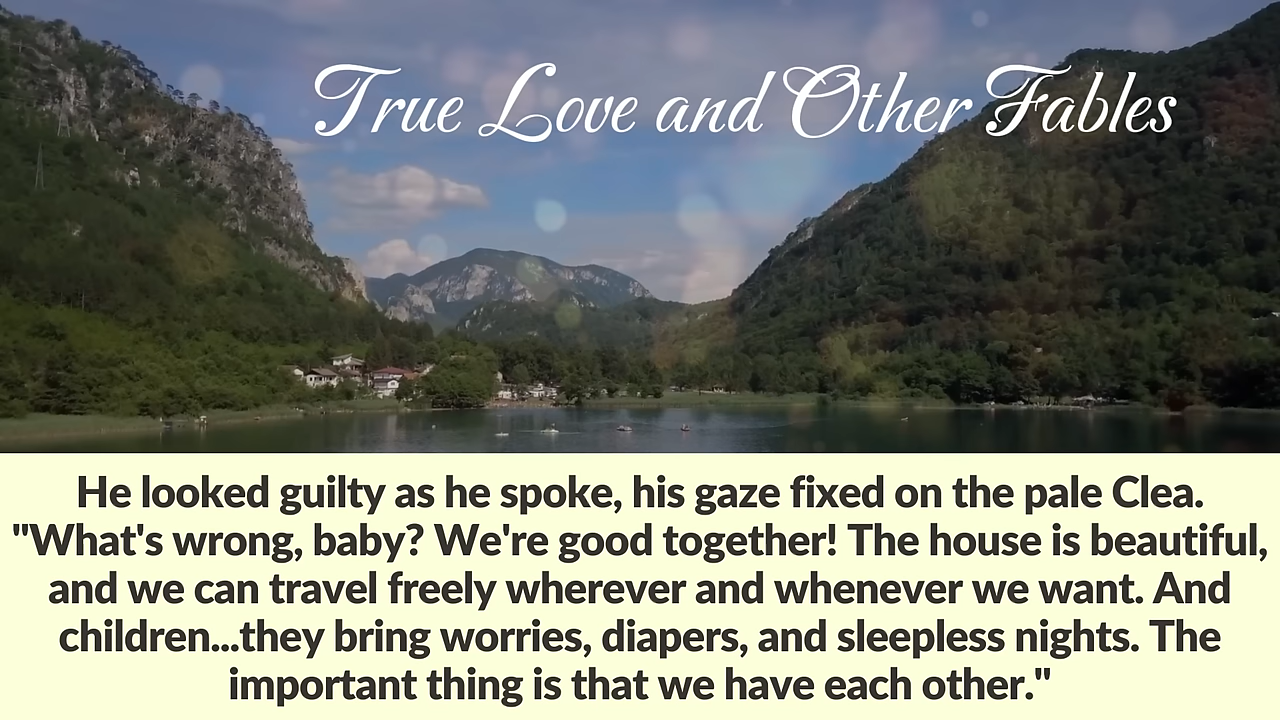 True Love and Other Fables
He looked guilty as he spoke, his gaze fixed on the pale Clea.
"What's wrong, baby? We're good together! The house is beautiful,
and we can travel freely wherever and whenever we want. And
children...they bring worries, diapers, and sleepless nights. The
important thing is that we have each other."